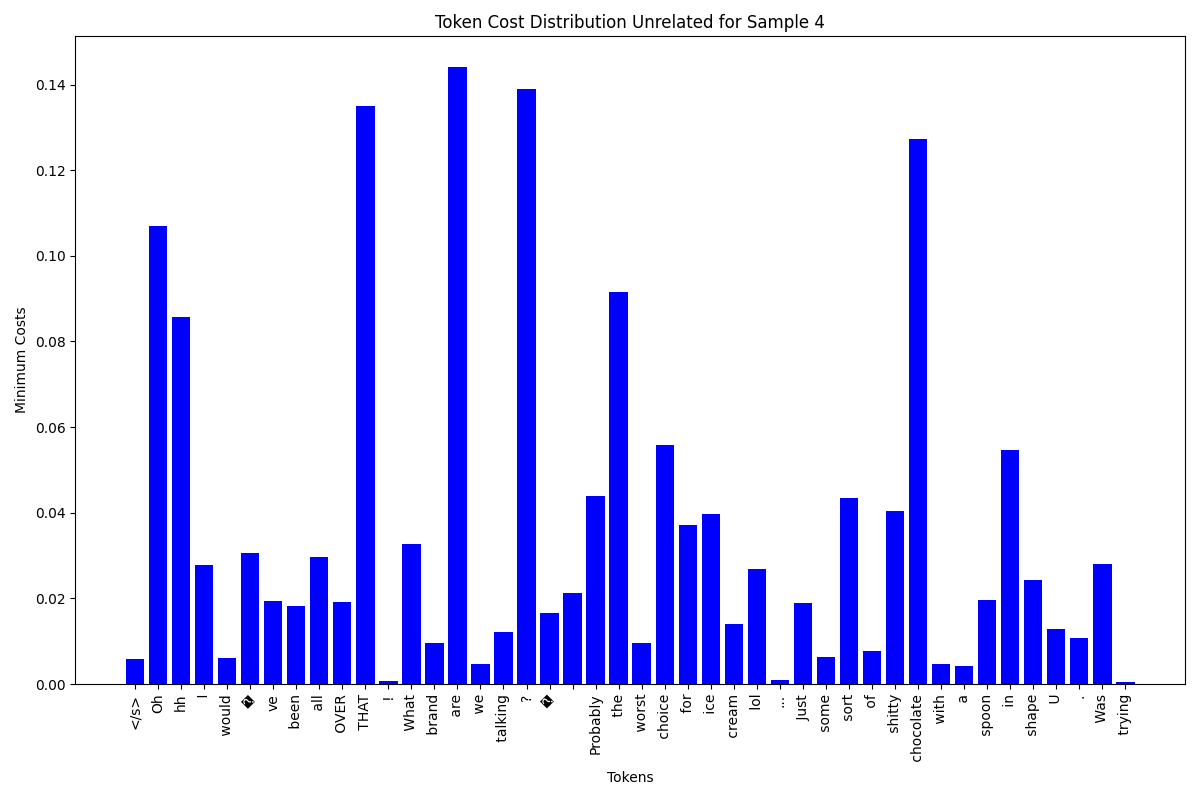 Token Cost Distribution Unrelated for Sample 4
Minimum Costs
0.14
0.12
0.10
0.08
0.06
0.04
0.02
0.00
</s>
Oh
hh
I
would
�
ve
been
all
OVER
THAT
!
What
brand
are
we
talking
?
�
Probably
the
worst
choice
for
ice
cream
lol
...
Just
some
sort
of
shitty
chocolate
with
a
spoon
in
shape
U
.
Was
trying
Tokens